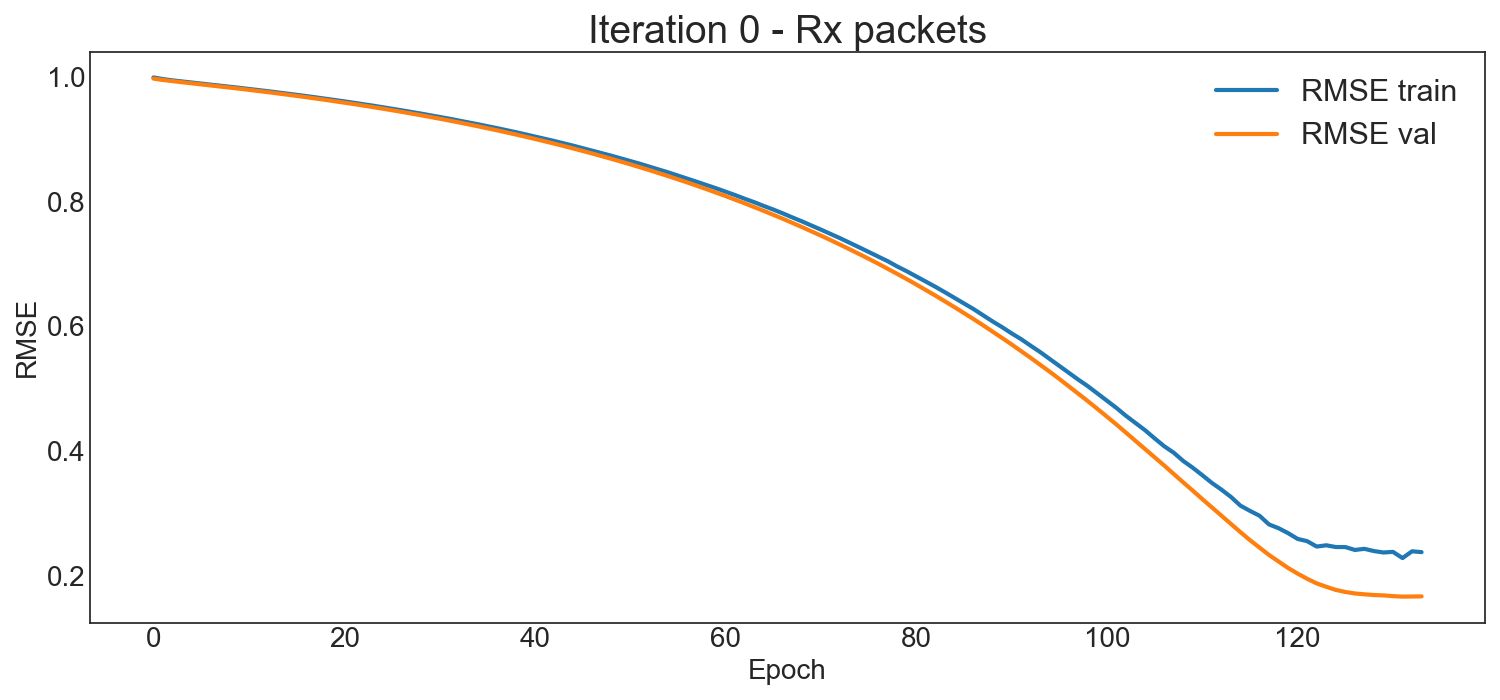 Iteration 0 - Rx packets
RMSE train
RMSE val
1.0
0.8
0.6
0.4
0.2
RMSE
0 20 40 60 80 100 120
Epoch